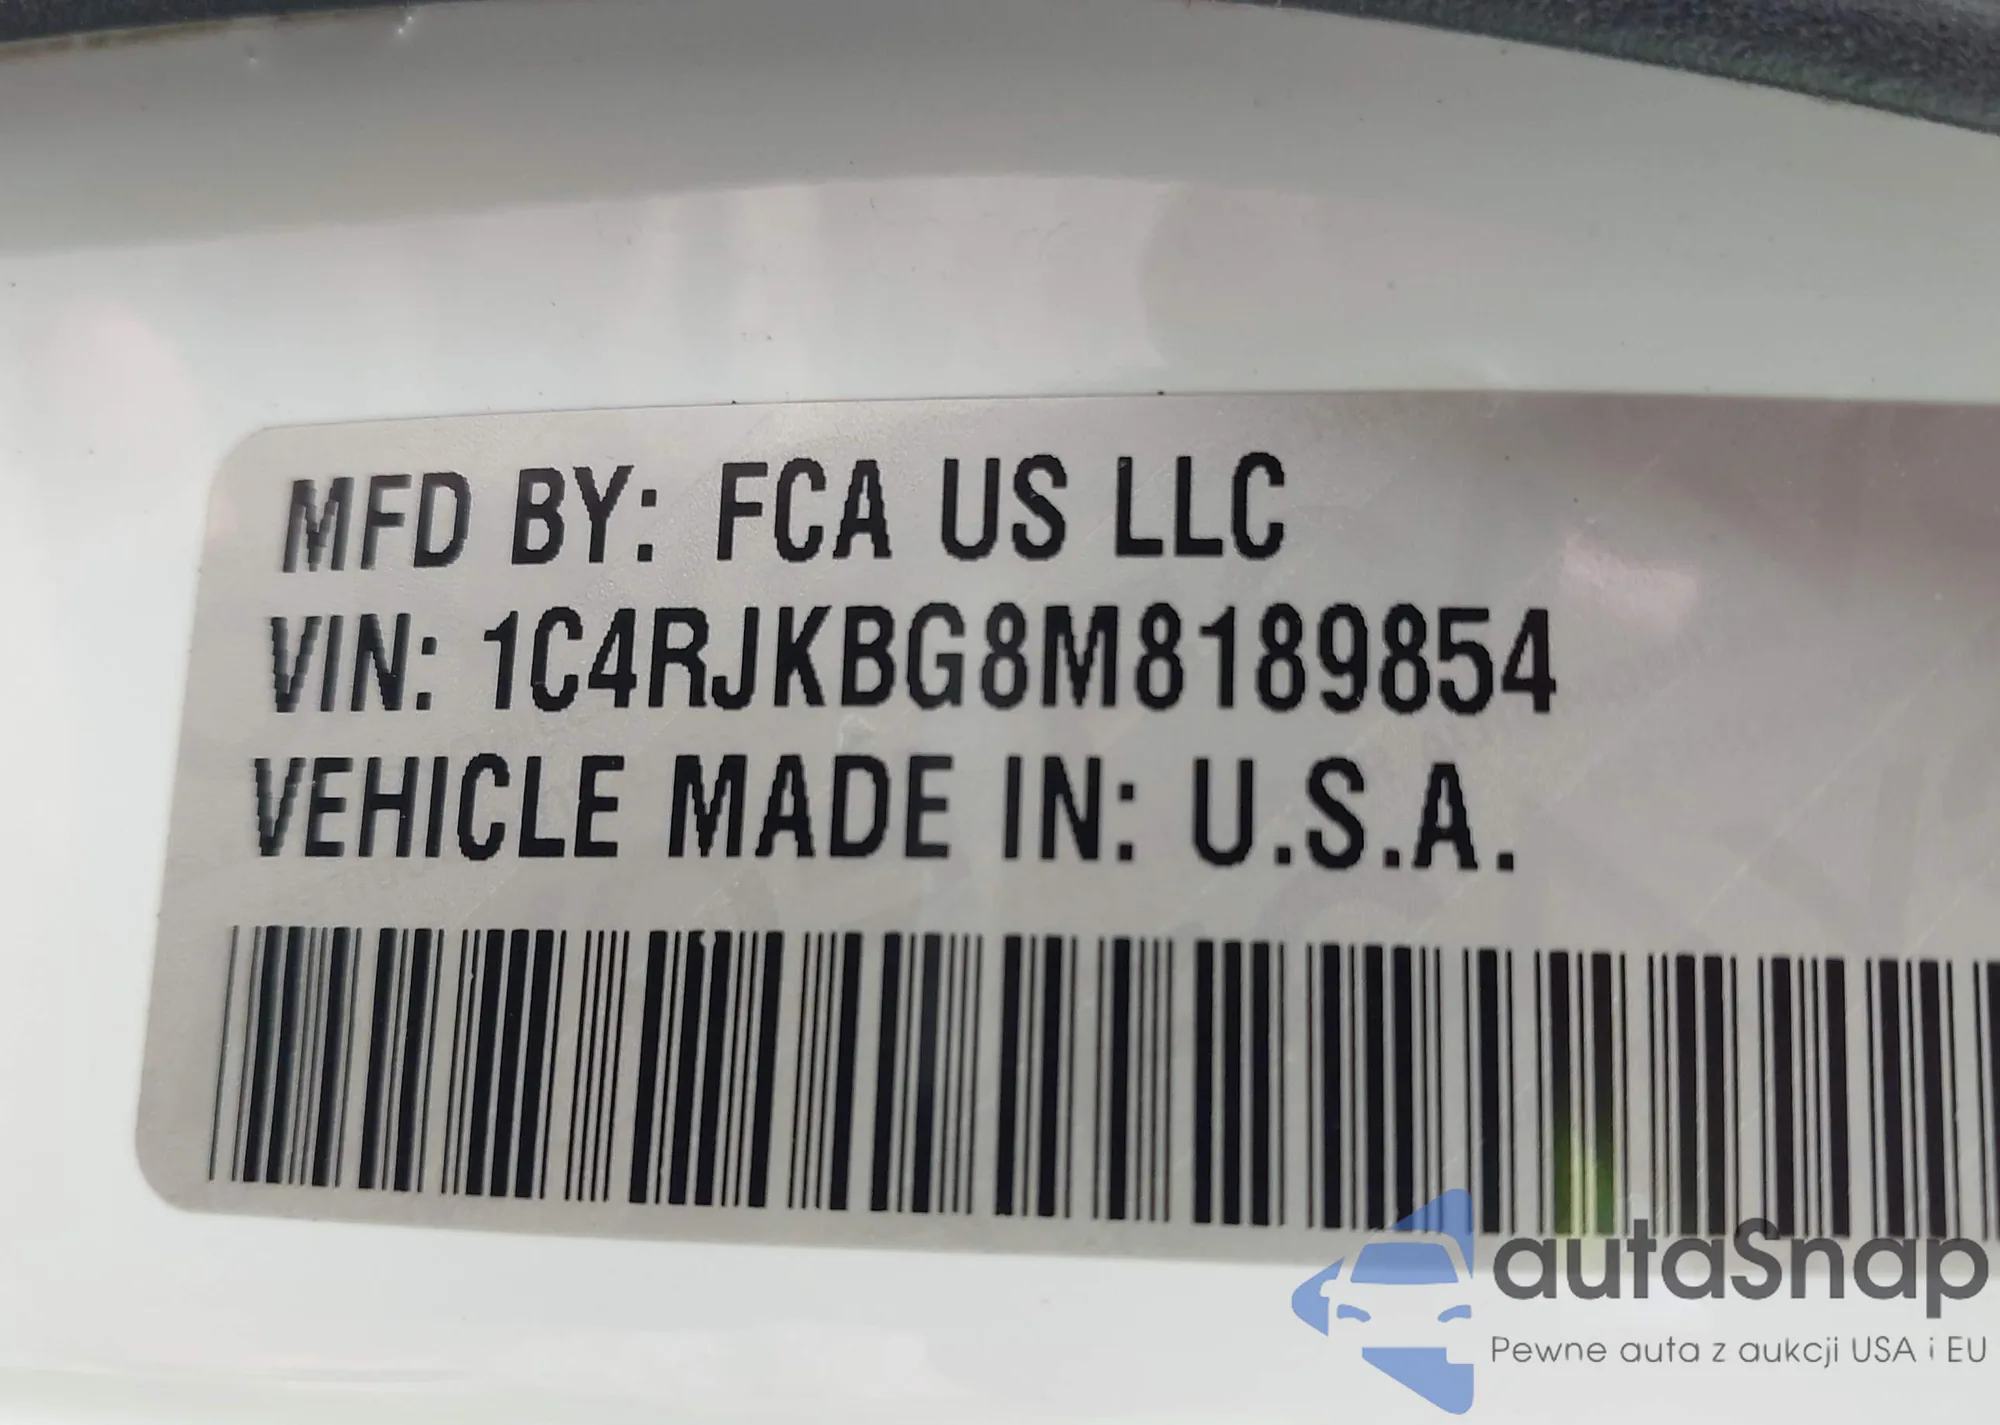 MFD BY: FCA US LLC
VIN: 1C4RJKBG8M8189854
VEHICLE MADE IN: U.S.A.
autaSnap
Pewne auta z aukcji USA i EU